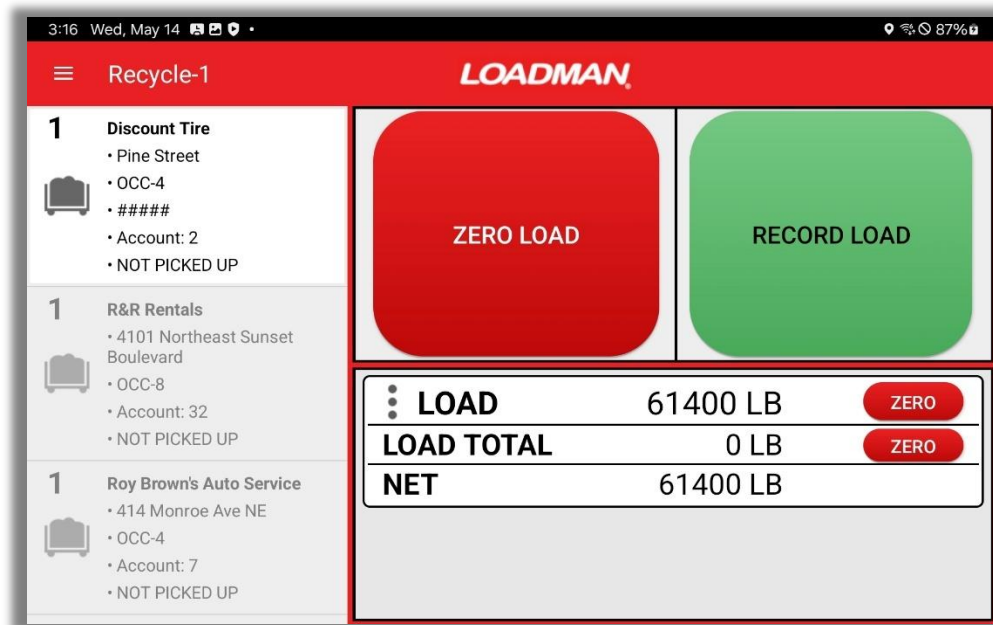 3:16 Wed, May 14 •
87%
Recycle-1
LOADMAN
1
Discount Tire
• Pine Street
• OCC-4
• #####
• Account: 2
• NOT PICKED UP
1
R&R Rentals
• 4101 Northeast Sunset
Boulevard
• OCC-8
• Account: 32
• NOT PICKED UP
1
Roy Brown's Auto Service
• 414 Monroe Ave NE
• OCC-4
• Account: 7
• NOT PICKED UP
ZERO LOAD
RECORD LOAD
LOAD 61400 LB ZERO
LOAD TOTAL 0 LB ZERO
NET 61400 LB